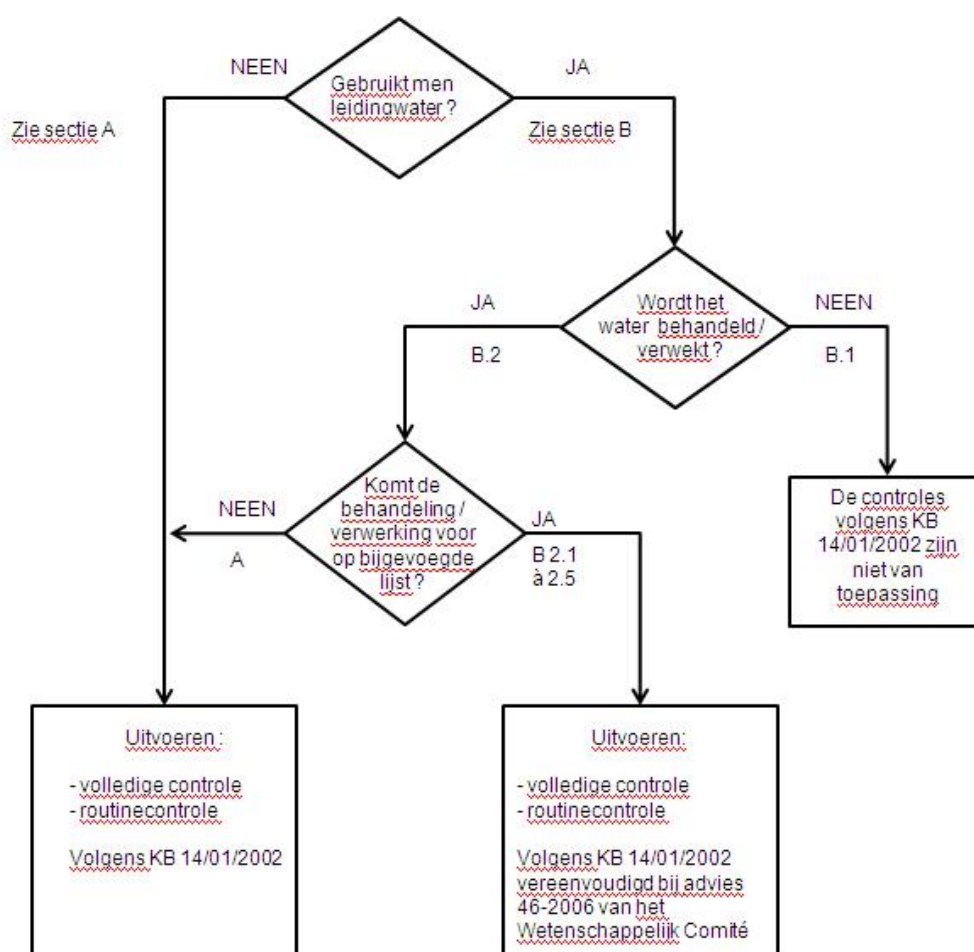 NEEN
JA
Gebruikt men
leidingwater ?
Zie sectie A
Zie sectie B
JA
B.2
Wordt het
water behandeld /
verwekt ?
NEEN
B.1
NEEN
A
Komt de
behandeling /
verwerking voor
op bijgevoegde
lijst ?
JA
B 2.1
à 2.5
De controles
volgens KB
14/01/2002 zijn
niet van
toepassing
Uitvoeren :
- volledige controle
- routinecontrole
Volgens KB 14/01/2002
Uitvoeren:
- volledige controle
- routinecontrole
Volgens KB 14/01/2002
vereenvoudigd bij advies
46-2006 van het
Wetenschappelijk Comité